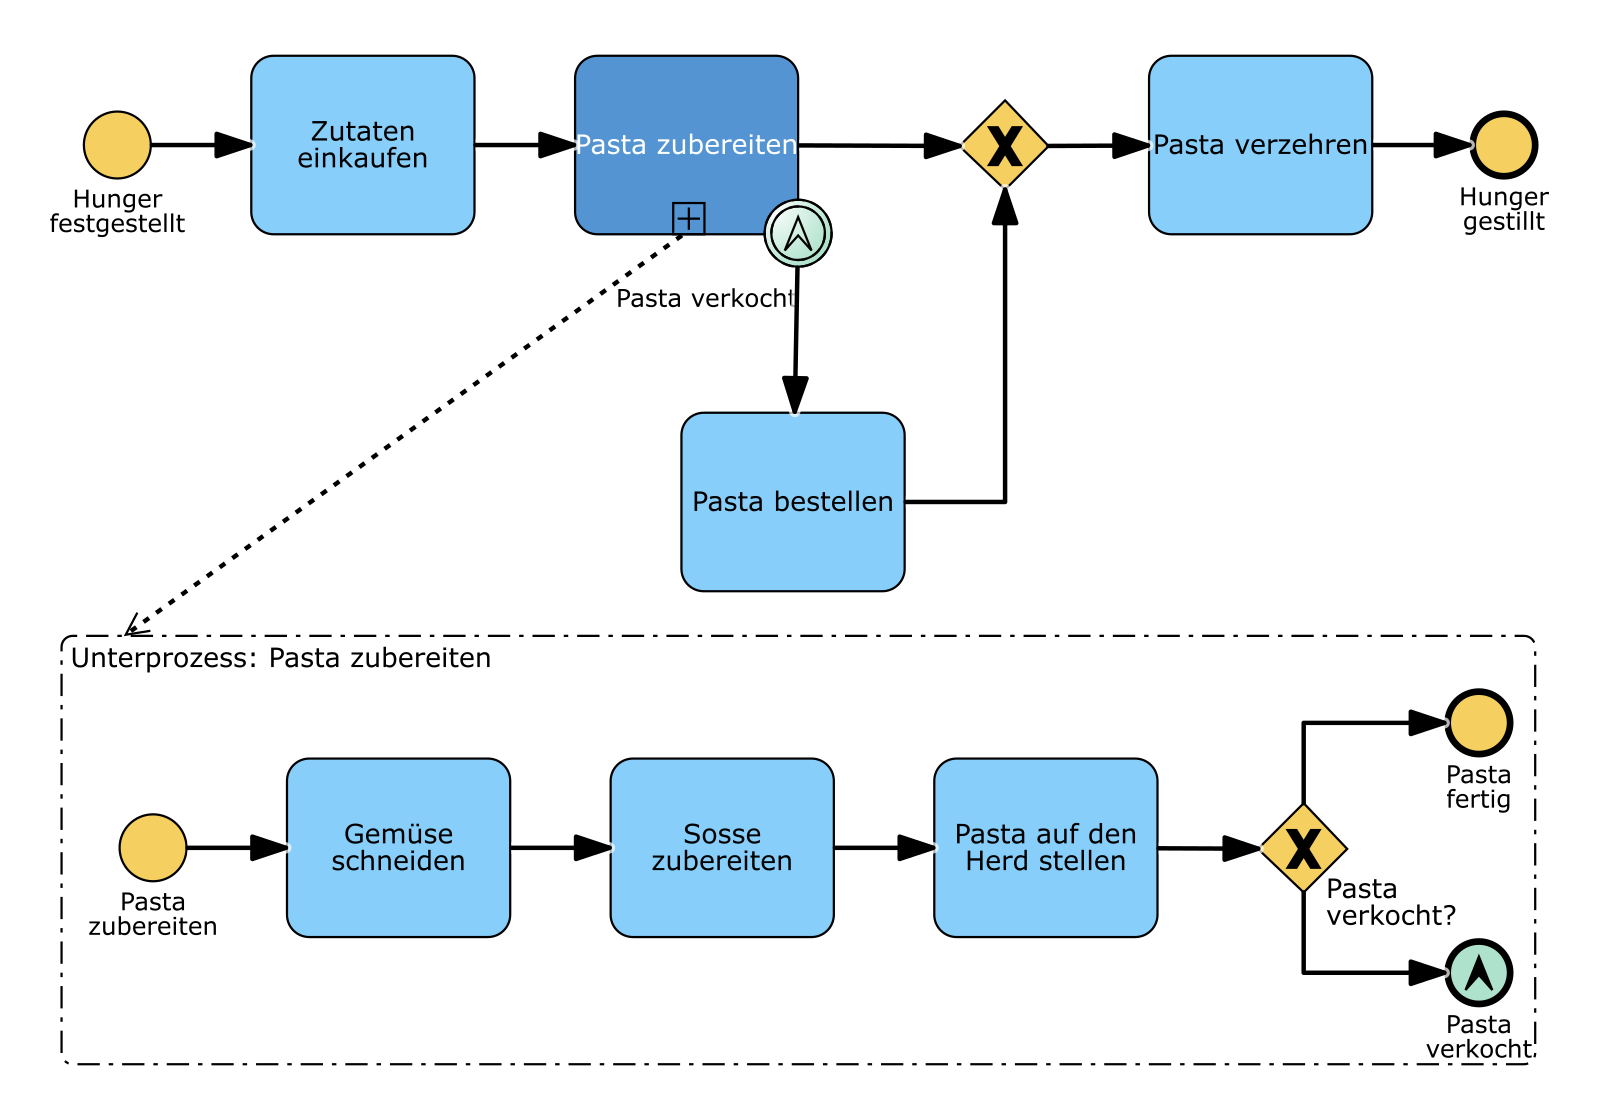 Zutaten
einkaufen
Pasta zubereiten
X
Pasta verzehren
Hunger
festgestellt
Hunger
gestillt
Pasta verkocht
Pasta bestellen
Unterprozess: Pasta zubereiten
Pasta
fertig
Gemüse
schneiden
Sosse
zubereiten
Pasta auf den
Herd stellen
X
Pasta
verkocht?
Pasta
zubereiten
Pasta
verkocht